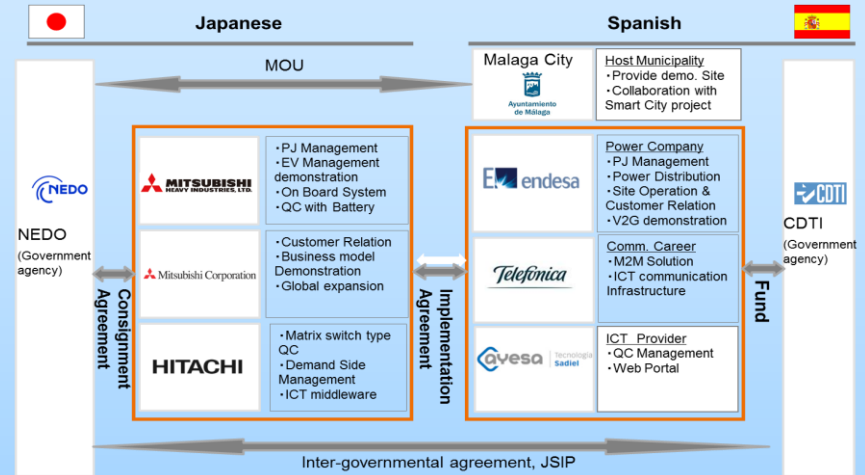 Japanese
Spanish
MOU
Malaga City
Ayuntamiento
de Málaga
Host Municipality
・Provide demo. Site
・Collaboration with
Smart City project
NEDO
NEDO
(Government
agency)
Consignment
Agreement
MITSUBISHI
HEAVY INDUSTRIES, LTD.
・PJ Management
・EV Management
demonstration
・On Board System
・QC with Battery
Mitsubishi Corporation
・Customer Relation
・Business model
Demonstration
・Global expansion
HITACHI
・Matrix switch type
QC
・Demand Side
Management
・ICT middleware
Implementation
Agreement
endesa
Power Company
・PJ Management
・Power Distribution
・Site Operation &
Customer Relation
・V2G demonstration
Telefónica
Comm. Career
・M2M Solution
・ICT communication
Infrastructure
ayesa
Tecnología
Sadiel
ICT Provider
・QC Management
・Web Portal
Fund
CDTI
CDTI
(Government
agency)
Inter-governmental agreement, JSIP